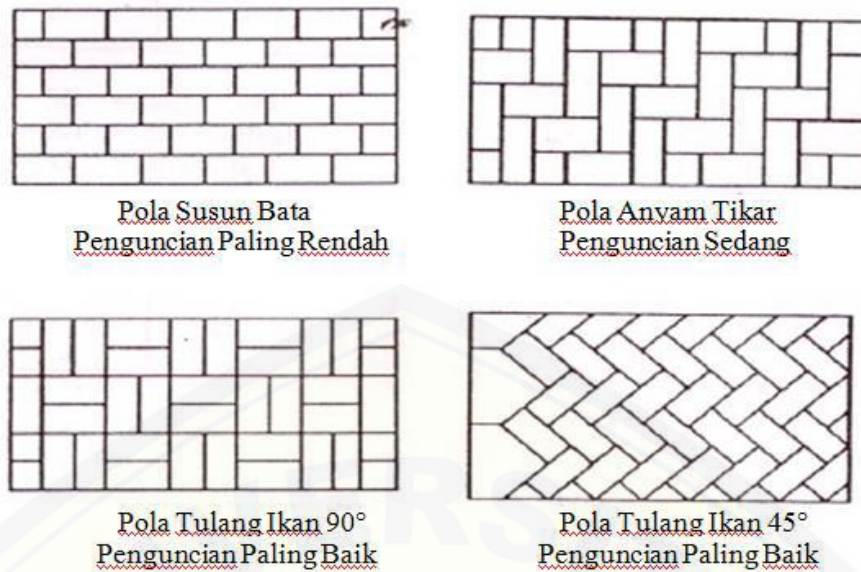 Pola Susun Bata
Penguncian Paling Rendah
Pola Anyam Tikar
Penguncian Sedang
Pola Tulang Ikan 90°
Penguncian Paling Baik
Pola Tulang Ikan 45°
Penguncian Paling Baik